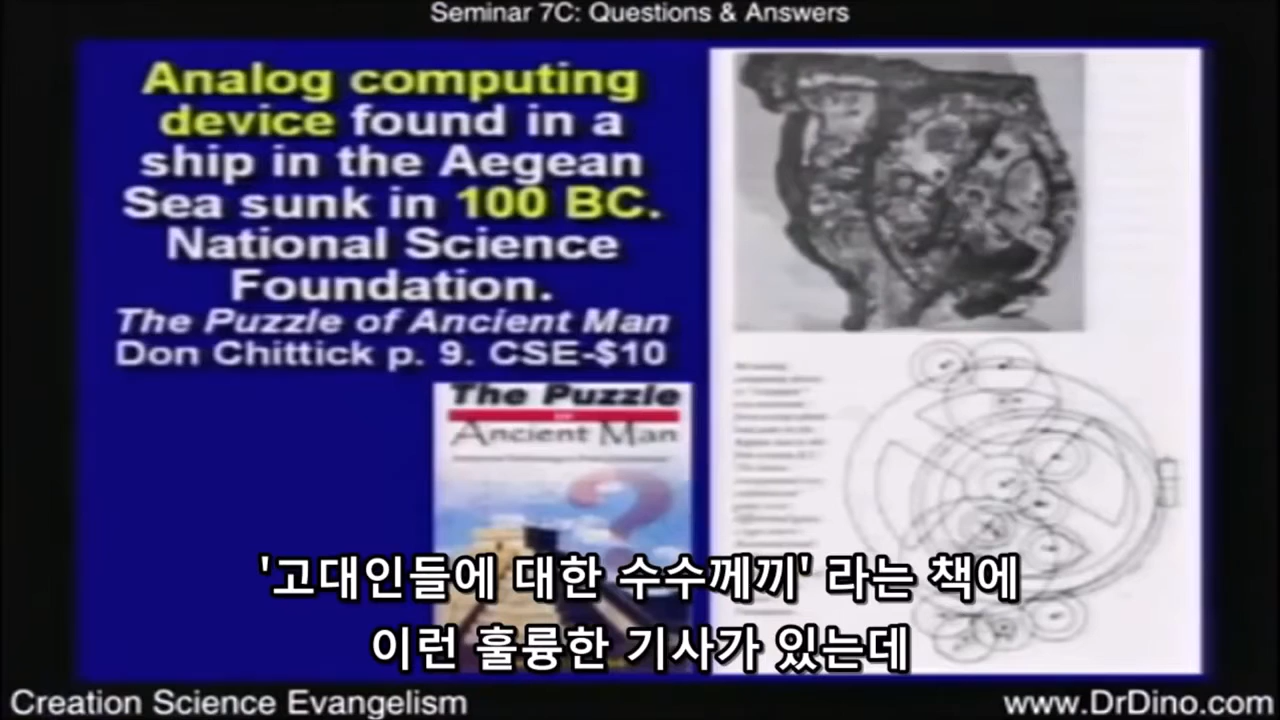 Seminar 7C: Questions & Answers
Analog computing
device found in a
ship in the Aegean
Sea sunk in 100 BC.
National Science
Foundation.
The Puzzle of Ancient Man
Don Chittick p. 9. CSE-$10
The Puzzle
Ancient Man
'고대인들에 대한 수수께끼' 라는 책에
이런 훌륭한 기사가 있는데
Creation Science Evangelism
www.DrDino.com